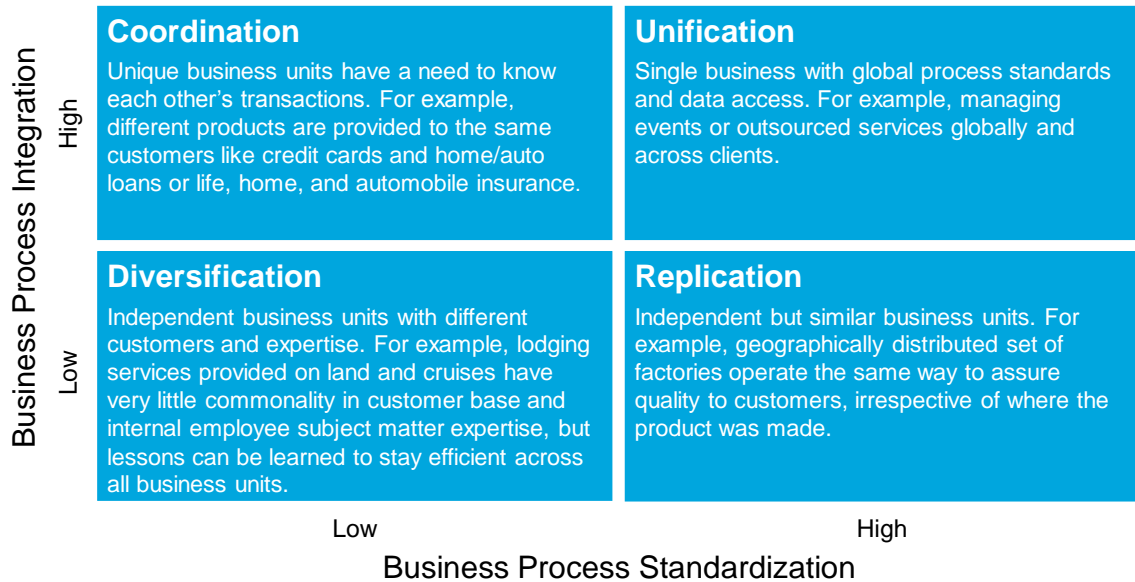 Business Process Integration
High
Low
Coordination
Unique business units have a need to know
each other’s transactions. For example,
different products are provided to the same
customers like credit cards and home/auto
loans or life, home, and automobile insurance.
Unification
Single business with global process standards
and data access. For example, managing
events or outsourced services globally and
across clients.
Diversification
Independent business units with different
customers and expertise. For example, lodging
services provided on land and cruises have
very little commonality in customer base and
internal employee subject matter expertise, but
lessons can be learned to stay efficient across
all business units.
Replication
Independent but similar business units. For
example, geographically distributed set of
factories operate the same way to assure
quality to customers, irrespective of where the
product was made.
Low
High
Business Process Standardization